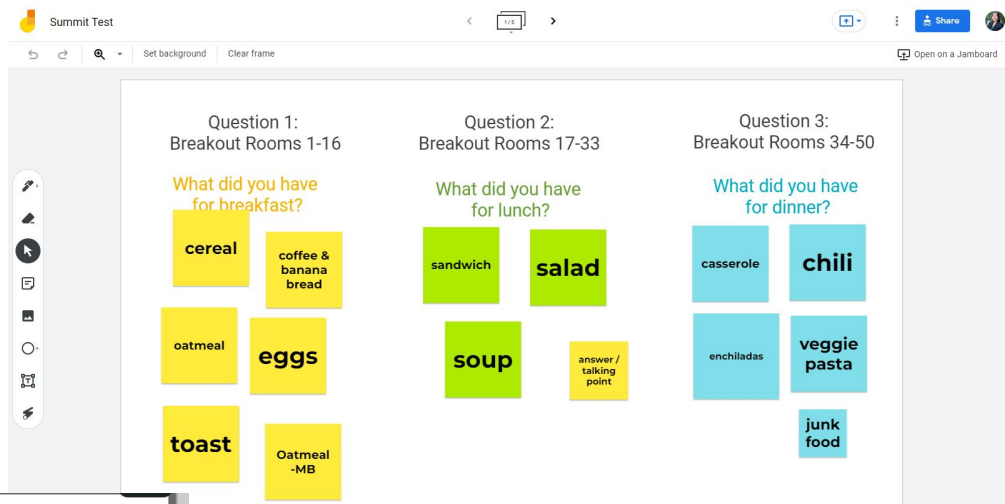 Summit Test
1/5
Share
Set background
Clear frame
Open on a Jamboard
Question 1:
Breakout Rooms 1-16
What did you have
for breakfast?
cereal
coffee &
banana
bread
oatmeal
eggs
toast
Oatmeal
-MB
Question 2:
Breakout Rooms 17-33
What did you have
for lunch?
sandwich
salad
soup
answer /
talking
point
Question 3:
Breakout Rooms 34-50
What did you have
for dinner?
casserole
chili
enchiladas
veggie
pasta
junk
food